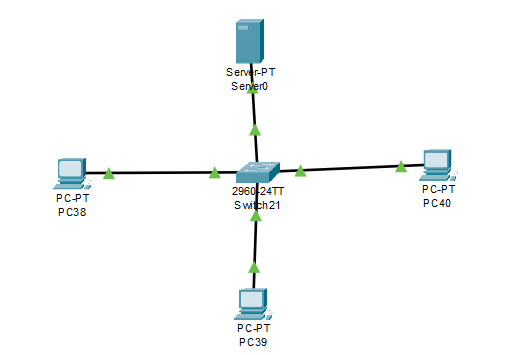 Server-PT
Server0
PC-PT
PC38
2960-24TT
Switch21
PC-PT
PC40
PC-PT
PC39